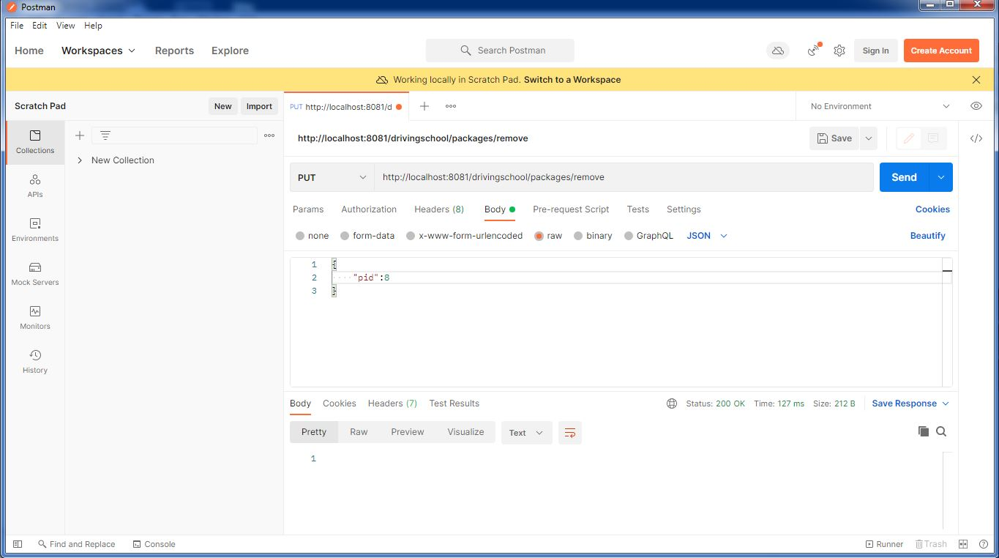 Postman
File Edit View Help
Home Workspaces Reports Explore Search Postman Sign In Create Account
Working locally in Scratch Pad. Switch to a Workspace
Scratch Pad New Import PUT http://localhost:8081/d No Environment
http://localhost:8081/drivingschool/packages/remove Save
Collections
New Collection
PUT http://localhost:8081/drivingschool/packages/remove Send
APIs
Params Authorization Headers (8) Body Pre-request Script Tests Settings Cookies
Environments
none form-data x-www-form-urlencoded raw binary GraphQL JSON Beautify
1 {
2 "pid":8
3 }
Mock Servers
Monitors
History
Body Cookies Headers (7) Test Results Status: 200 OK Time: 127 ms Size: 212 B Save Response
Pretty Raw Preview Visualize Text
1
Find and Replace Console Runner Trash